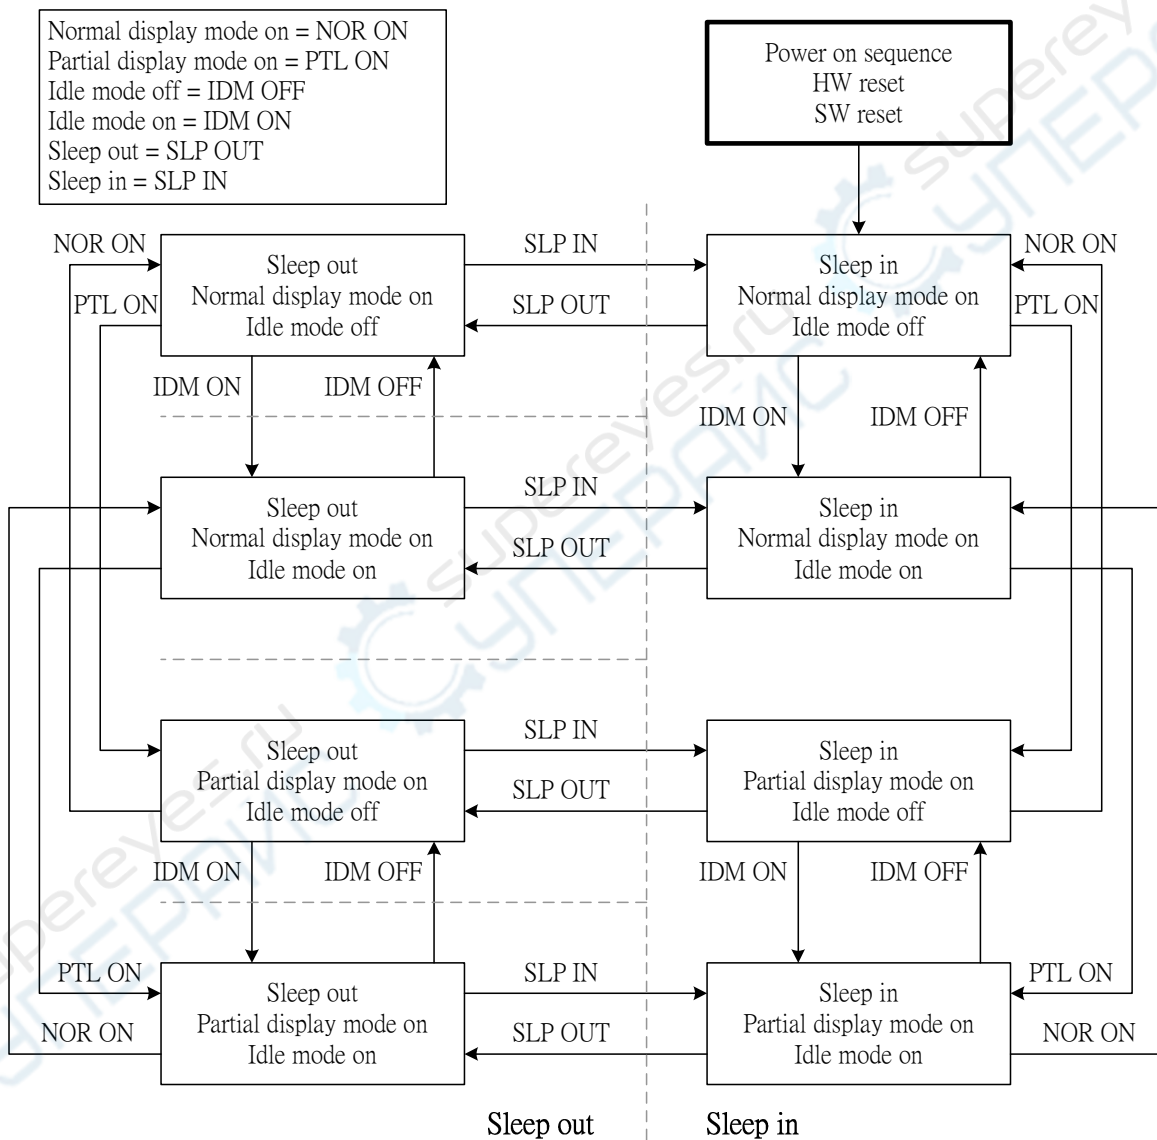 Normal display mode on = NOR ON
Partial display mode on = PTL ON
Idle mode off = IDM OFF
Idle mode on = IDM ON
Sleep out = SLP OUT
Sleep in = SLP IN
Power on sequence
HW reset
SW reset
NOR ON
PTL ON
Sleep out
Normal display mode on
Idle mode off
SLP IN
SLP OUT
Sleep in
Normal display mode on
Idle mode off
NOR ON
PTL ON
IDM ON
IDM OFF
IDM ON
IDM OFF
Sleep out
Normal display mode on
Idle mode on
SLP IN
SLP OUT
Sleep in
Normal display mode on
Idle mode on
Sleep out
Partial display mode on
Idle mode off
SLP IN
SLP OUT
Sleep in
Partial display mode on
Idle mode off
IDM ON
IDM OFF
IDM ON
IDM OFF
PTL ON
NOR ON
Sleep out
Partial display mode on
Idle mode on
SLP IN
SLP OUT
Sleep in
Partial display mode on
Idle mode on
PTL ON
NOR ON
Sleep out
Sleep in
supereyes.ru
СУПЕРАЙС